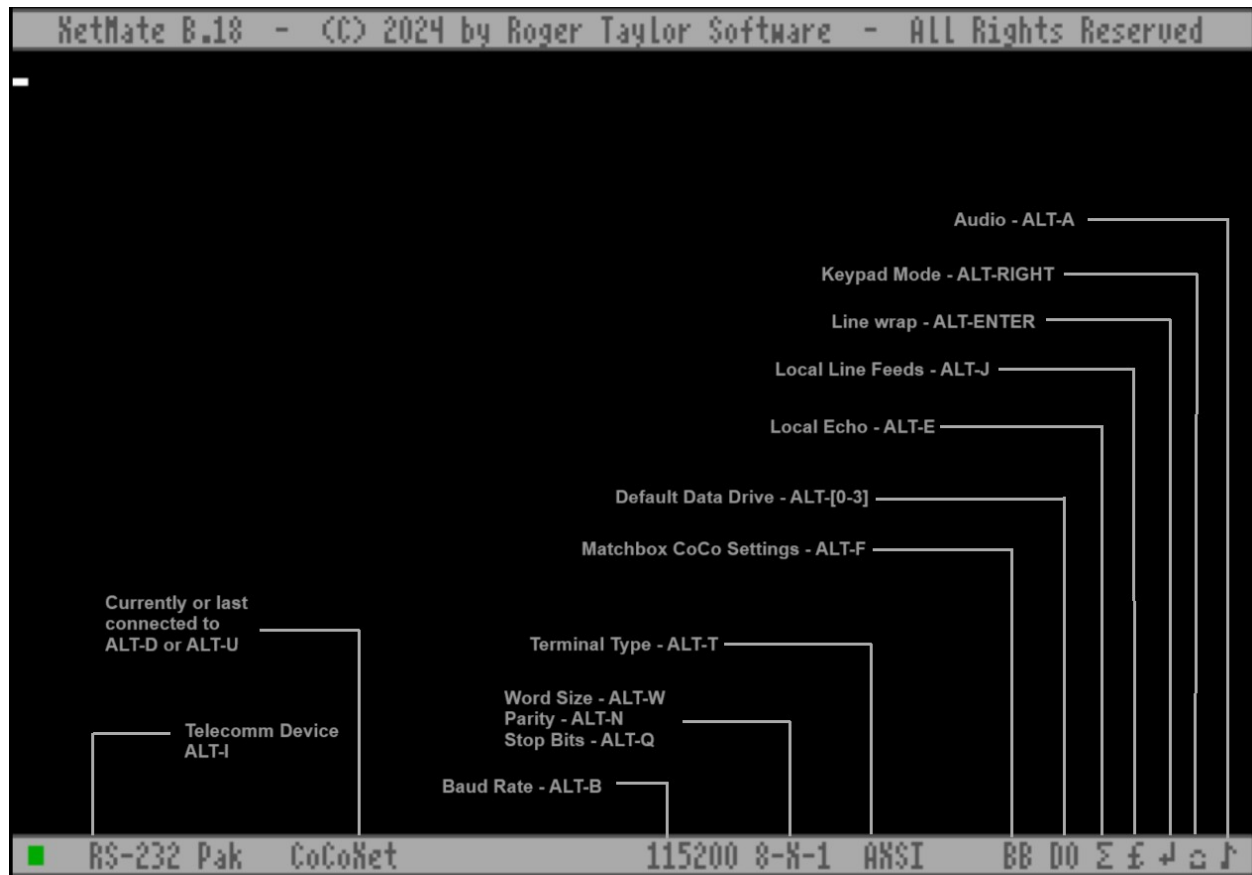 NetMate B.18 - (C) 2024 by Roger Taylor Software - All Rights Reserved
Audio - ALT-A
Keypad Mode - ALT-RIGHT
Line wrap - ALT-ENTER
Local Line Feeds - ALT-J
Local Echo - ALT-E
Default Data Drive - ALT-[0-3]
Matchbox CoCo Settings - ALT-F
Currently or last
connected to
ALT-D or ALT-U
Terminal Type - ALT-T
Word Size - ALT-W
Parity - ALT-N
Stop Bits - ALT-Q
Telecomm Device
ALT-I
Baud Rate - ALT-B
RS-232 Pak CoCoNet 115200 8-N-1 ANSI BB D0 Σ £ ↲ ⌂ ♪